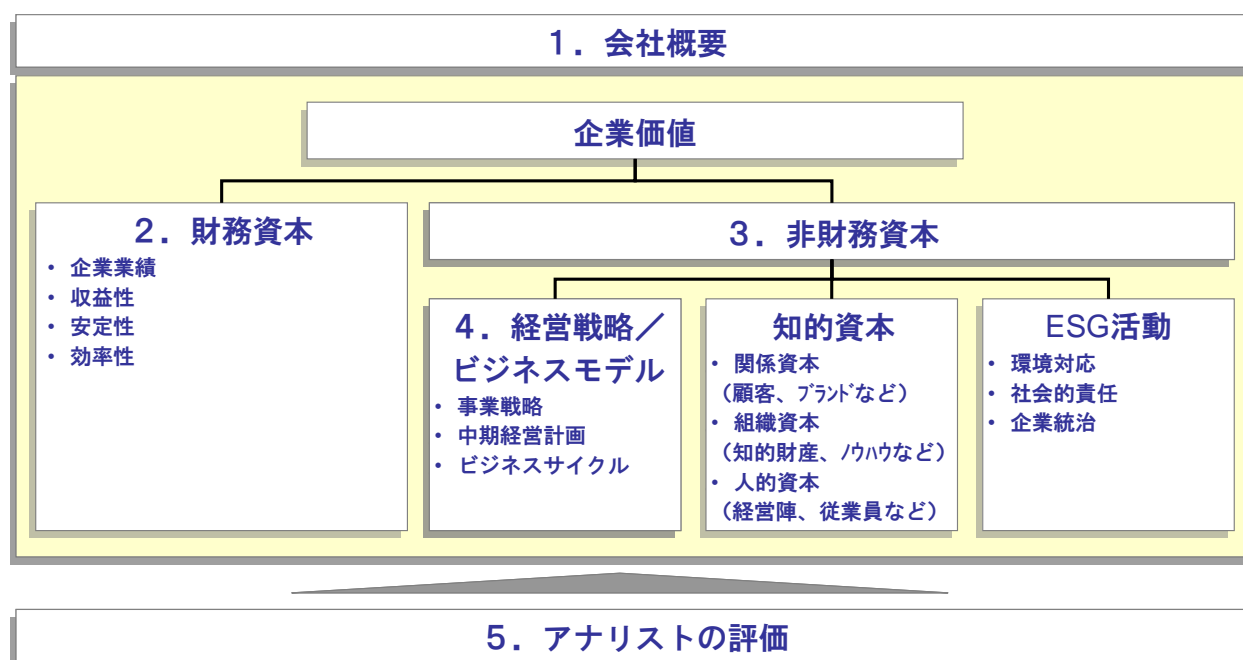 １．会社概要
企業価値
２．財務資本
・ 企業業績
・ 収益性
・ 安定性
・ 効率性
３．非財務資本
４．経営戦略／
ビジネスモデル
・ 事業戦略
・ 中期経営計画
・ ビジネスサイクル
知的資本
・ 関係資本
（顧客、ﾌﾞﾗﾝﾄﾞなど）
・ 組織資本
（知的財産、ﾉｳﾊｳなど）
・ 人的資本
（経営陣、従業員など）
ESG活動
・ 環境対応
・ 社会的責任
・ 企業統治
５．アナリストの評価